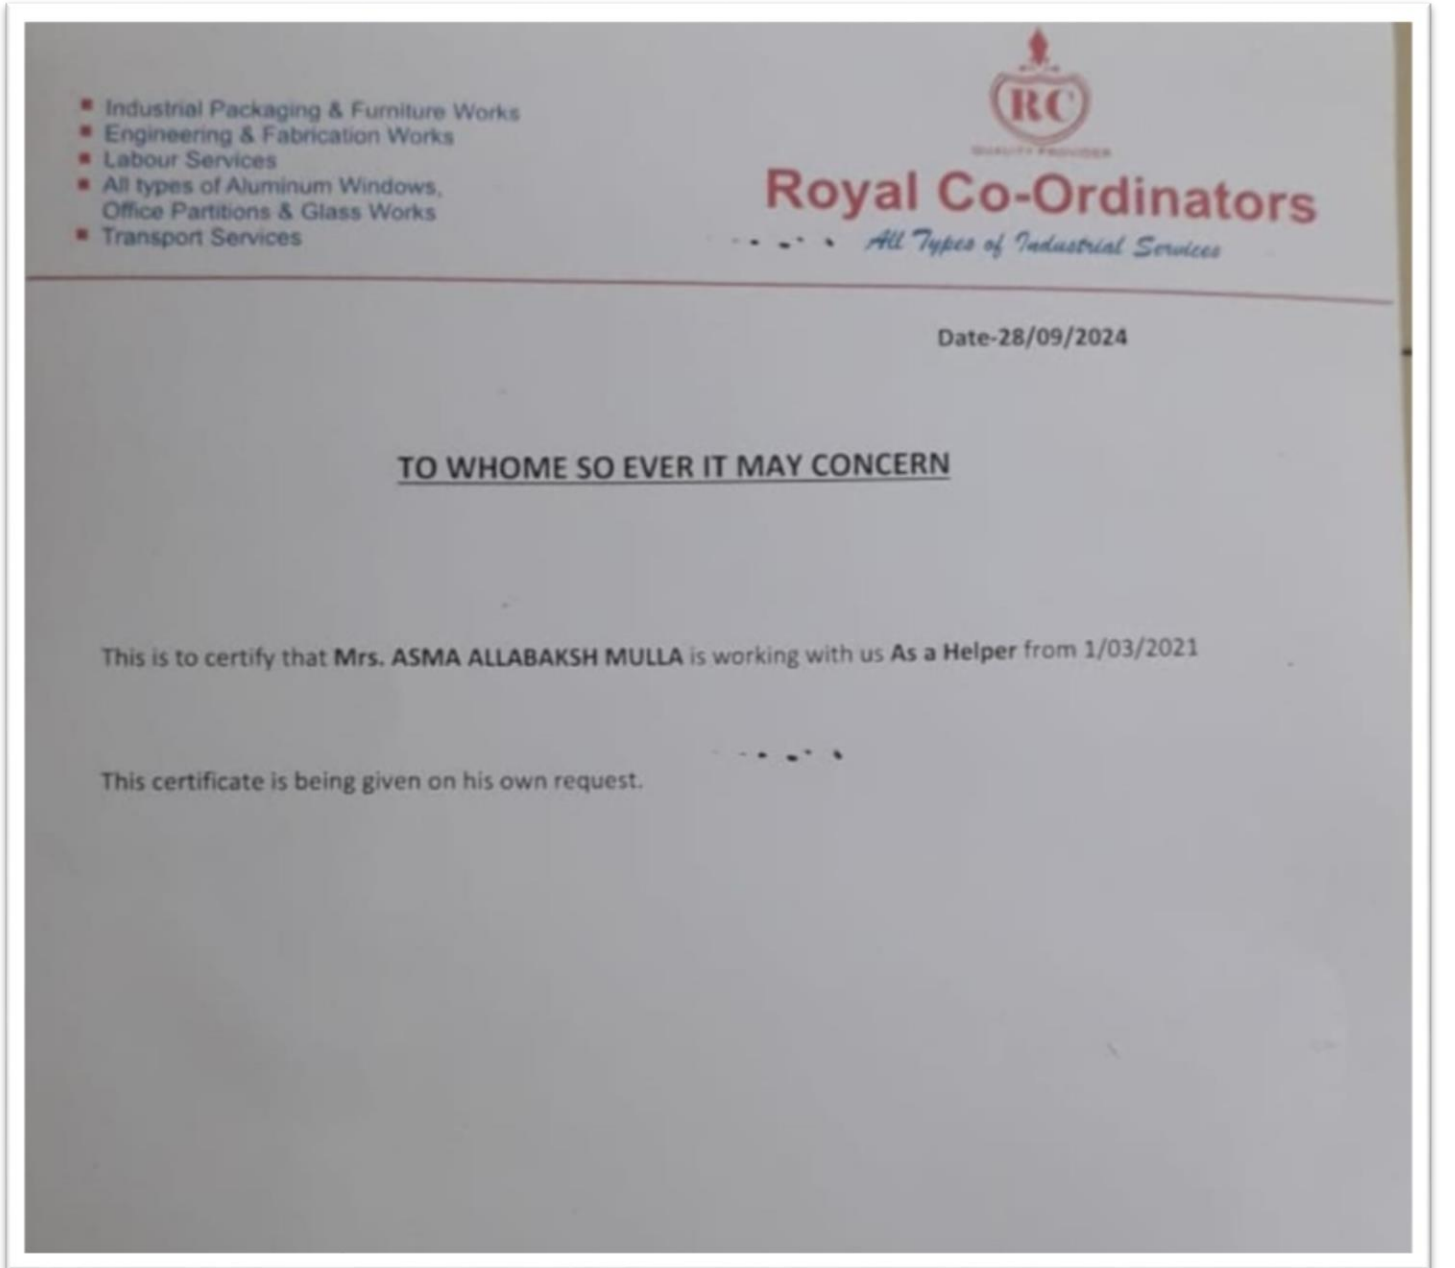 Industrial Packaging & Furniture Works
Engineering & Fabrication Works
Labour Services
All types of Aluminum Windows,
Office Partitions & Glass Works
Transport Services
RC
QUALITY PROVIDER
Royal Co-Ordinators
All Types of Industrial Services
Date-28/09/2024
TO WHOME SO EVER IT MAY CONCERN
This is to certify that Mrs. ASMA ALLABAKSH MULLA is working with us As a Helper from 1/03/2021
This certificate is being given on his own request.